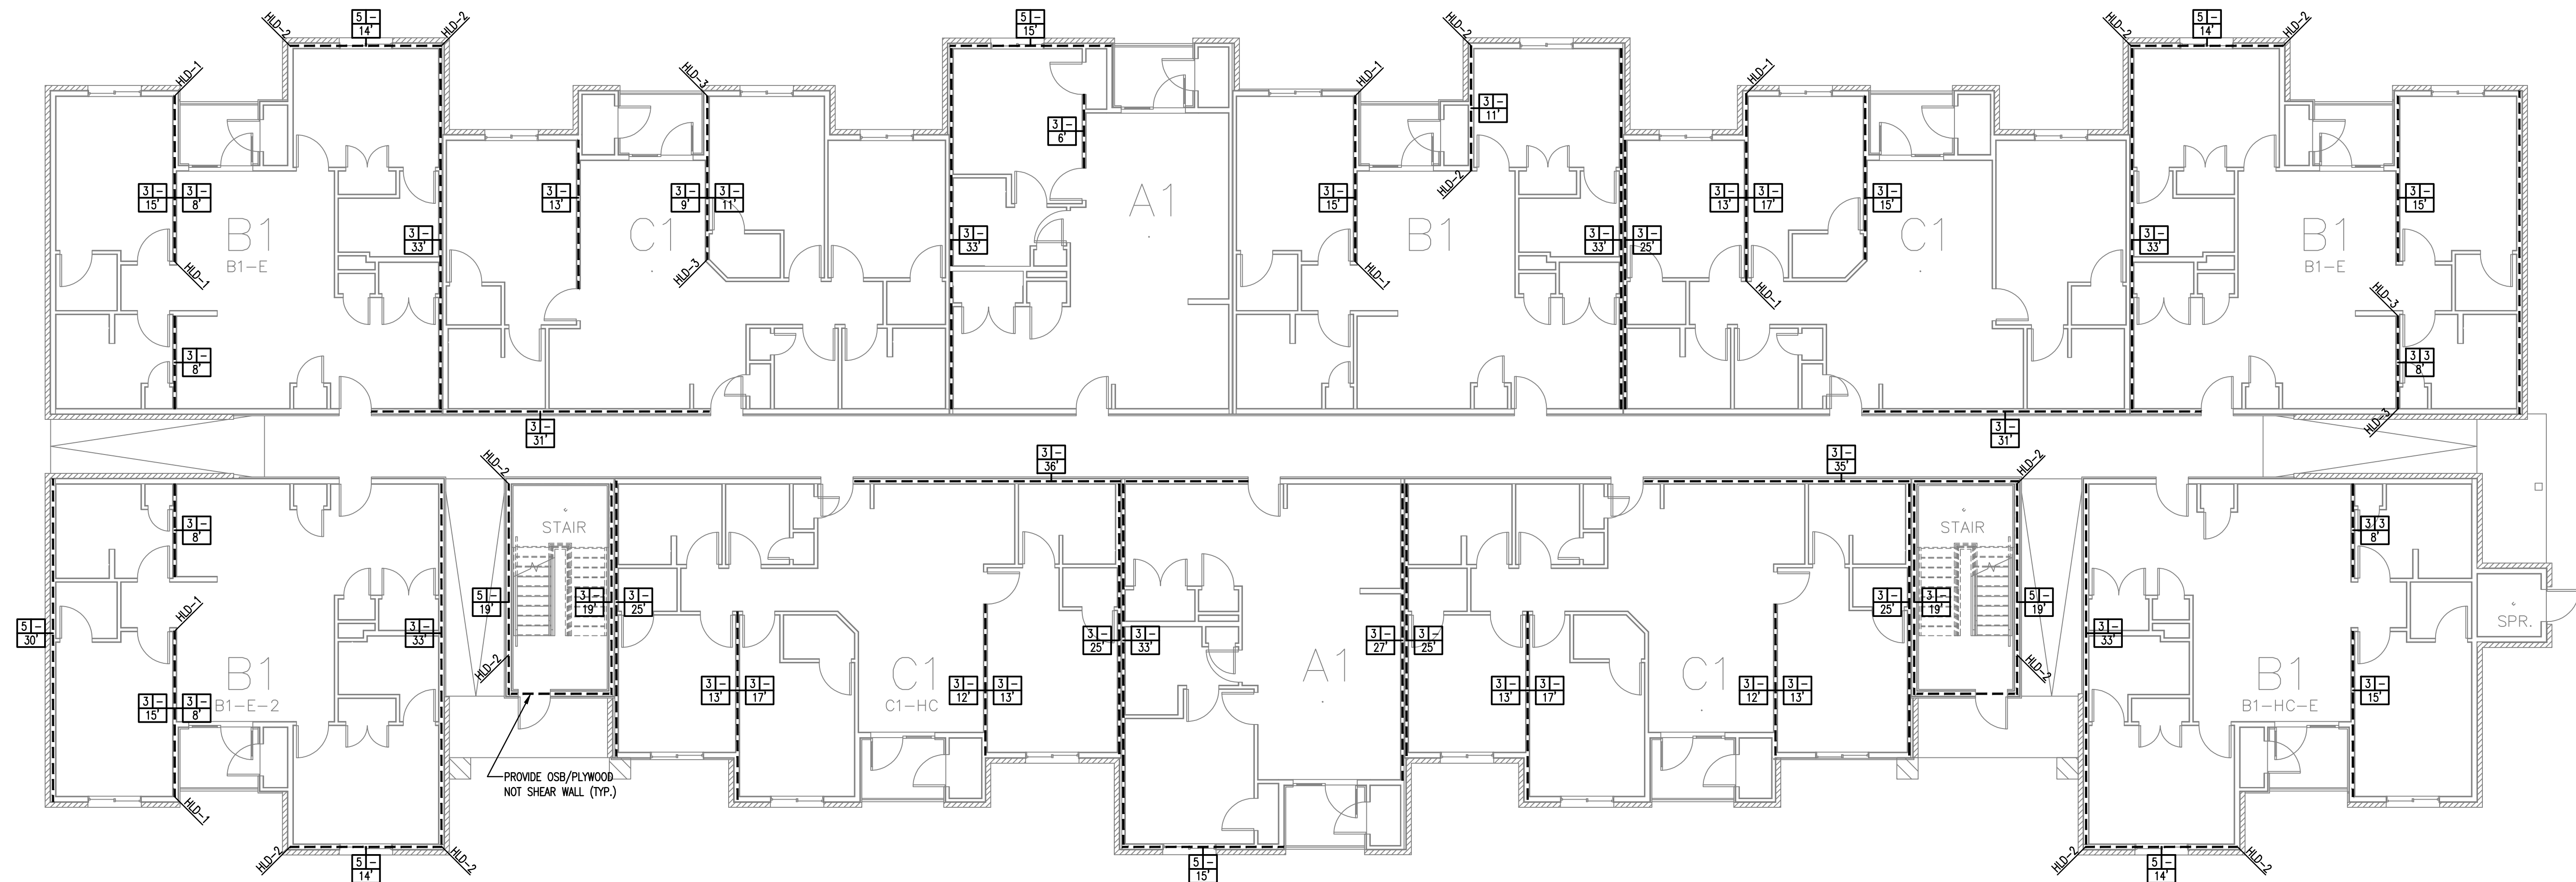 HLD-2
5 -
14'
HLD-2
5 -
15'
HLD-2
HLD-2
5 -
14'
HLD-2
HLD-1
HLD-3
HLD-1
HLD-1
3 -
11'
3 -
6'
3 -
15'
3 -
8'
3 -
13'
3 -
9'
3 -
11'
3 -
15'
HLD-2
3 -
13'
3 -
17'
3 -
15'
3 -
15'
A1
B1
B1-E
3 -
33'
C1
3 -
33'
B1
3 -
33'
3 -
25'
C1
3 -
33'
B1
B1-E
HLD-1
HLD-3
HLD-1
HLD-1
HLD-3
3 -
8'
3 3
8'
HLD-3
3 -
31'
3 -
31'
3 -
36'
3 -
35'
HLD-2
HLD-2
3 -
8'
STAIR
STAIR
3 3
8'
5 -
30'
HLD-1
3 -
33'
5 -
19'
3 -
19'
3 -
25'
3 -
25'
3 -
33'
3 -
27'
3 -
25'
3 -
25'
3 -
19'
5 -
19'
3 -
33'
SPR.
HLD-2
HLD-2
B1
B1-E-2
C1
C1-HC
A1
C1
B1
B1-HC-E
3 -
15'
3 -
8'
3 -
13'
3 -
17'
3 -
12'
3 -
13'
3 -
13'
3 -
17'
3 -
12'
3 -
13'
3 -
15'
PROVIDE OSB/PLYWOOD
NOT SHEAR WALL (TYP.)
HLD-1
HLD-2
5 -
14'
HLD-2
5 -
15'
HLD-2
5 -
14'
HLD-2